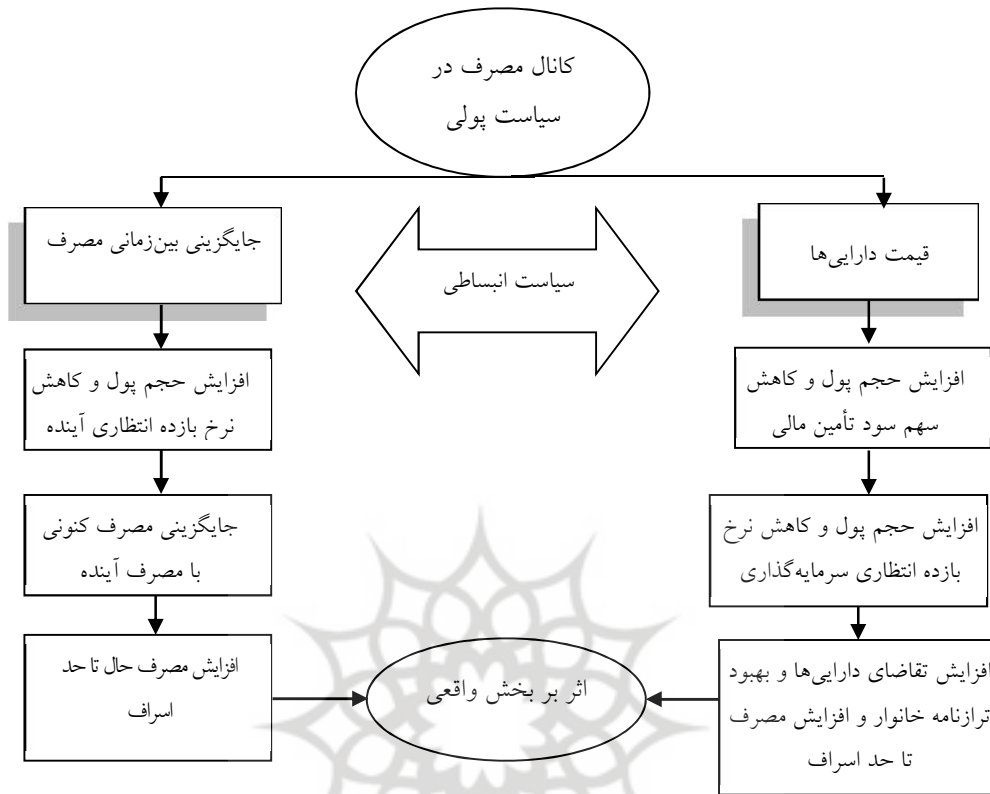 کانال مصرف در
سیاست پولی
قیمت دارایی‌ها
سیاست انبساطی
جایگزینی بین‌زمانی مصرف
افزایش حجم پول و کاهش
سهم سود تأمین مالی
افزایش حجم پول و کاهش
نرخ بازده انتظاری آینده
افزایش حجم پول و کاهش نرخ
بازده انتظاری سرمایه‌گذاری
جایگزینی مصرف کنونی
با مصرف آینده
افزایش تقاضای دارایی‌ها و بهبود
ترازنامه خانوار و افزایش مصرف
تا حد اسراف
اثر بر بخش واقعی
افزایش مصرف حال تا حد
اسراف